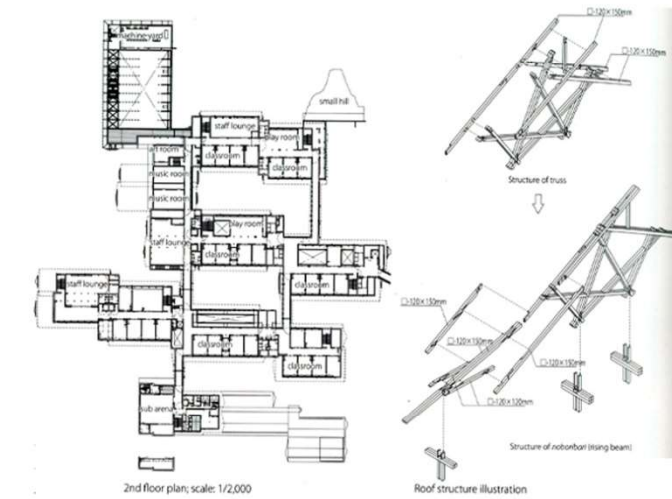 machine-yard
staff lounge
play room
small hill
classroom
classroom
art room
music room
music room
staff lounge
play room
classroom
staff lounge
classroom
classroom
classroom
sub arena
2nd floor plan; scale: 1/2,000
□-120×150mm
□-120×150mm
Structure of truss
□-120×150mm
□-120×150mm
□-120×150mm
□-120×120mm
Structure of noboribari (rising beam)
Roof structure illustration